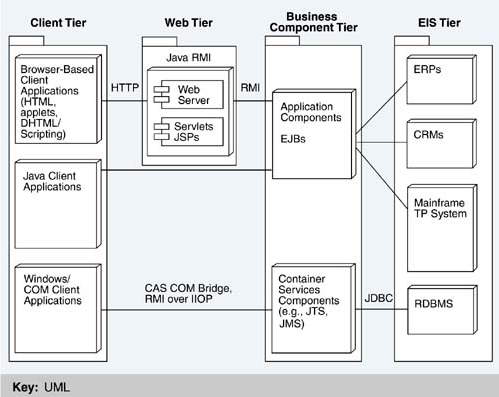 Client Tier
Web Tier
Business
Component Tier
EIS Tier
Java RMI
Browser-Based
Client
Applications
(HTML,
applets,
DHTML/
Scripting)
HTTP
Web
Server
Servlets
JSPs
RMI
Application
Components
EJBs
ERPs
CRMs
Mainframe
TP System
Java Client
Applications
Windows/
COM Client
Applications
CAS COM Bridge,
RMI over IIOP
Container
Services
Components
(e.g., JTS,
JMS)
JDBC
RDBMS
Key: UML